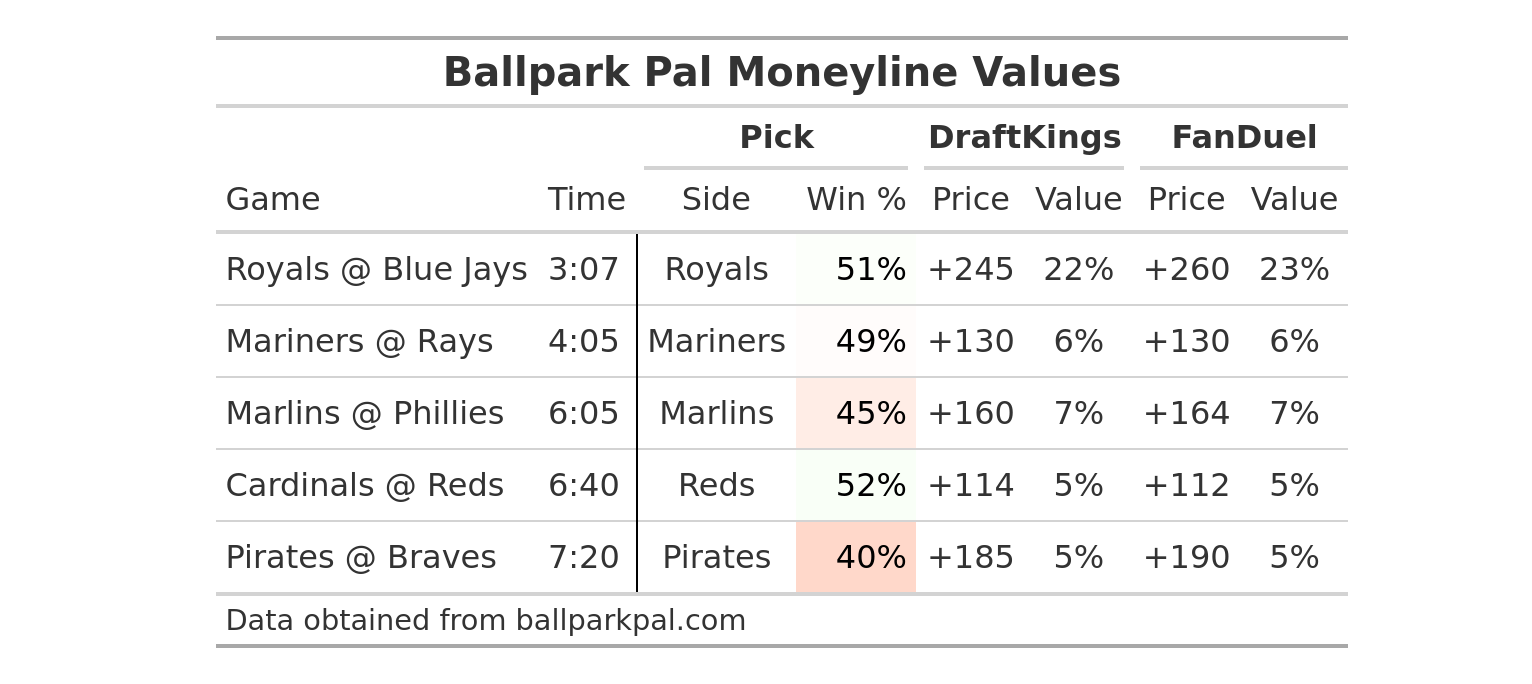 Ballpark Pal Moneyline Values
Pick DraftKings FanDuel
Game Time Side Win % Price Value Price Value
Royals @ Blue Jays 3:07 Royals 51% +245 22% +260 23%
Mariners @ Rays 4:05 Mariners 49% +130 6% +130 6%
Marlins @ Phillies 6:05 Marlins 45% +160 7% +164 7%
Cardinals @ Reds 6:40 Reds 52% +114 5% +112 5%
Pirates @ Braves 7:20 Pirates 40% +185 5% +190 5%
Data obtained from ballparkpal.com